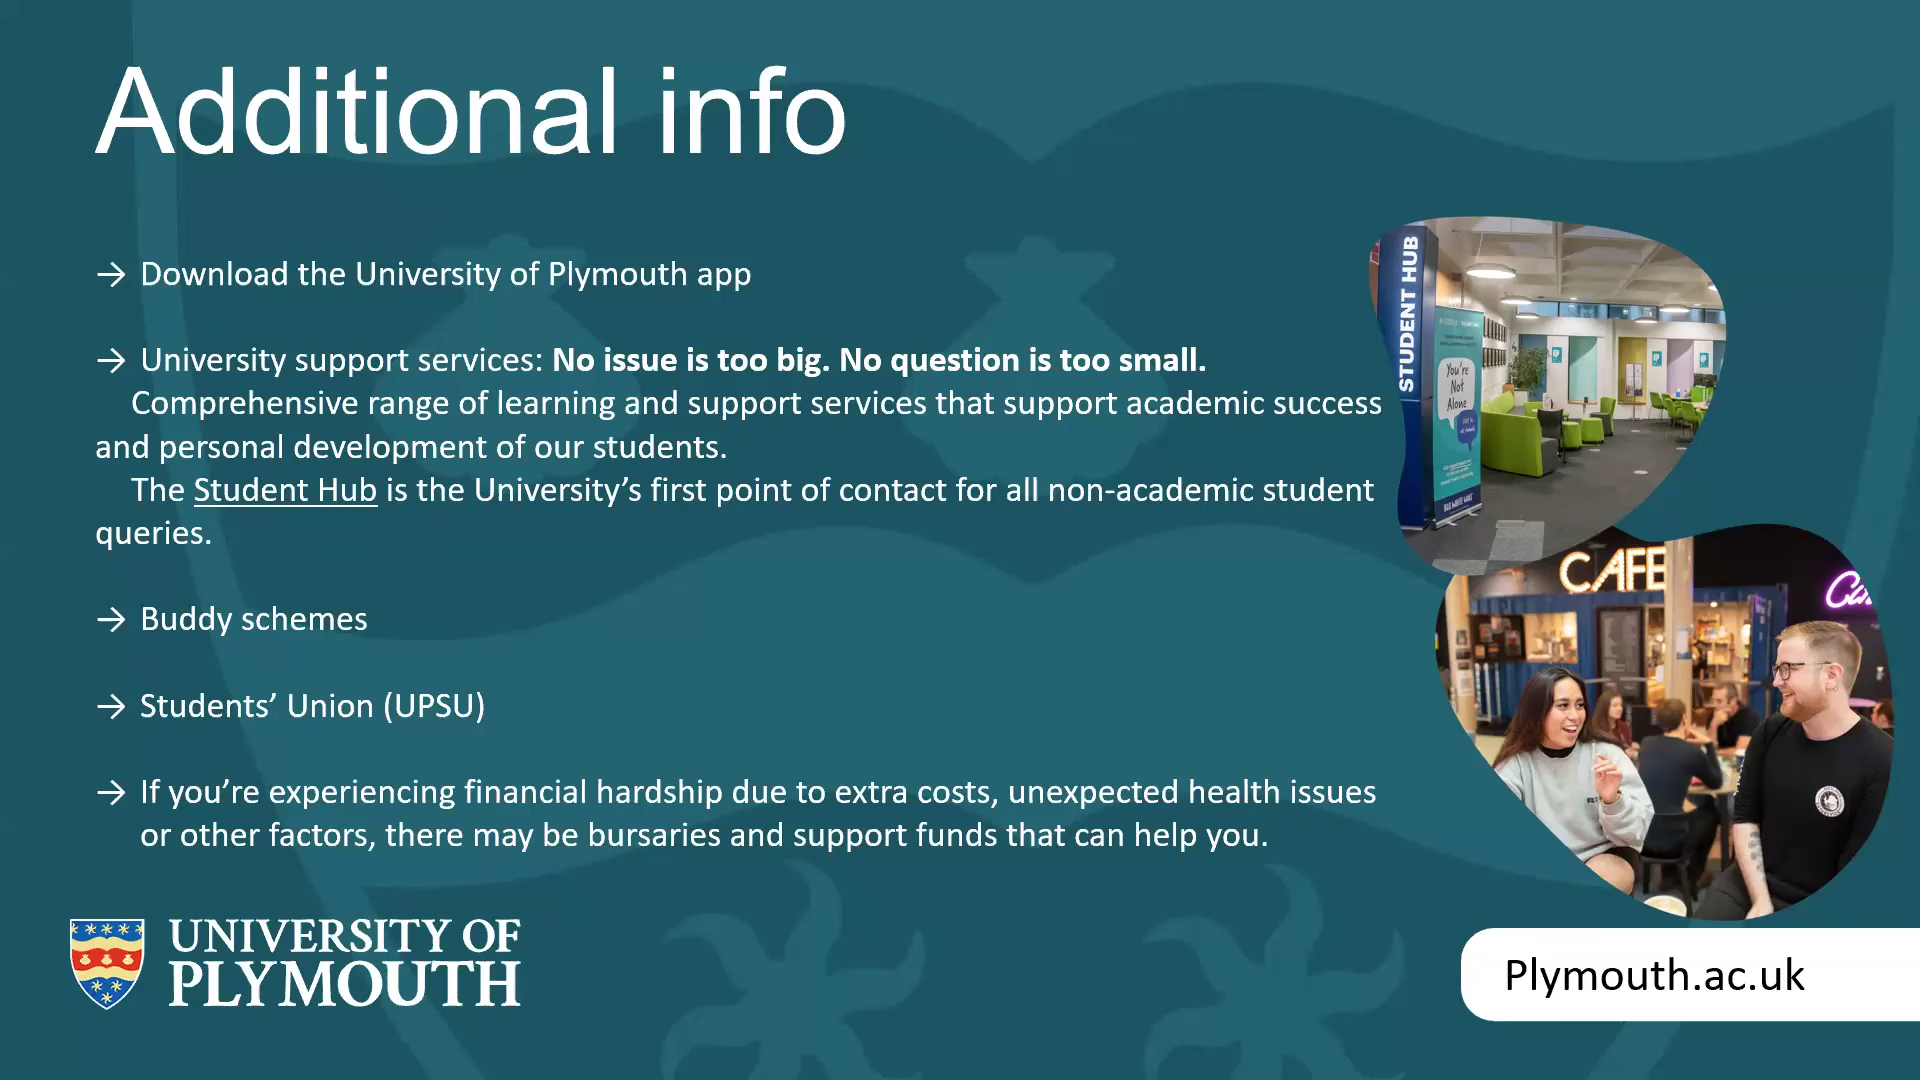 Additional info
→ Download the University of Plymouth app
→ University support services: No issue is too big. No question is too small.
Comprehensive range of learning and support services that support academic success
and personal development of our students.
The Student Hub is the University’s first point of contact for all non-academic student
queries.
→ Buddy schemes
→ Students’ Union (UPSU)
→ If you’re experiencing financial hardship due to extra costs, unexpected health issues
or other factors, there may be bursaries and support funds that can help you.
STUDENT HUB
You're
Not
Alone
CAFE
UNIVERSITY OF
PLYMOUTH
Plymouth.ac.uk